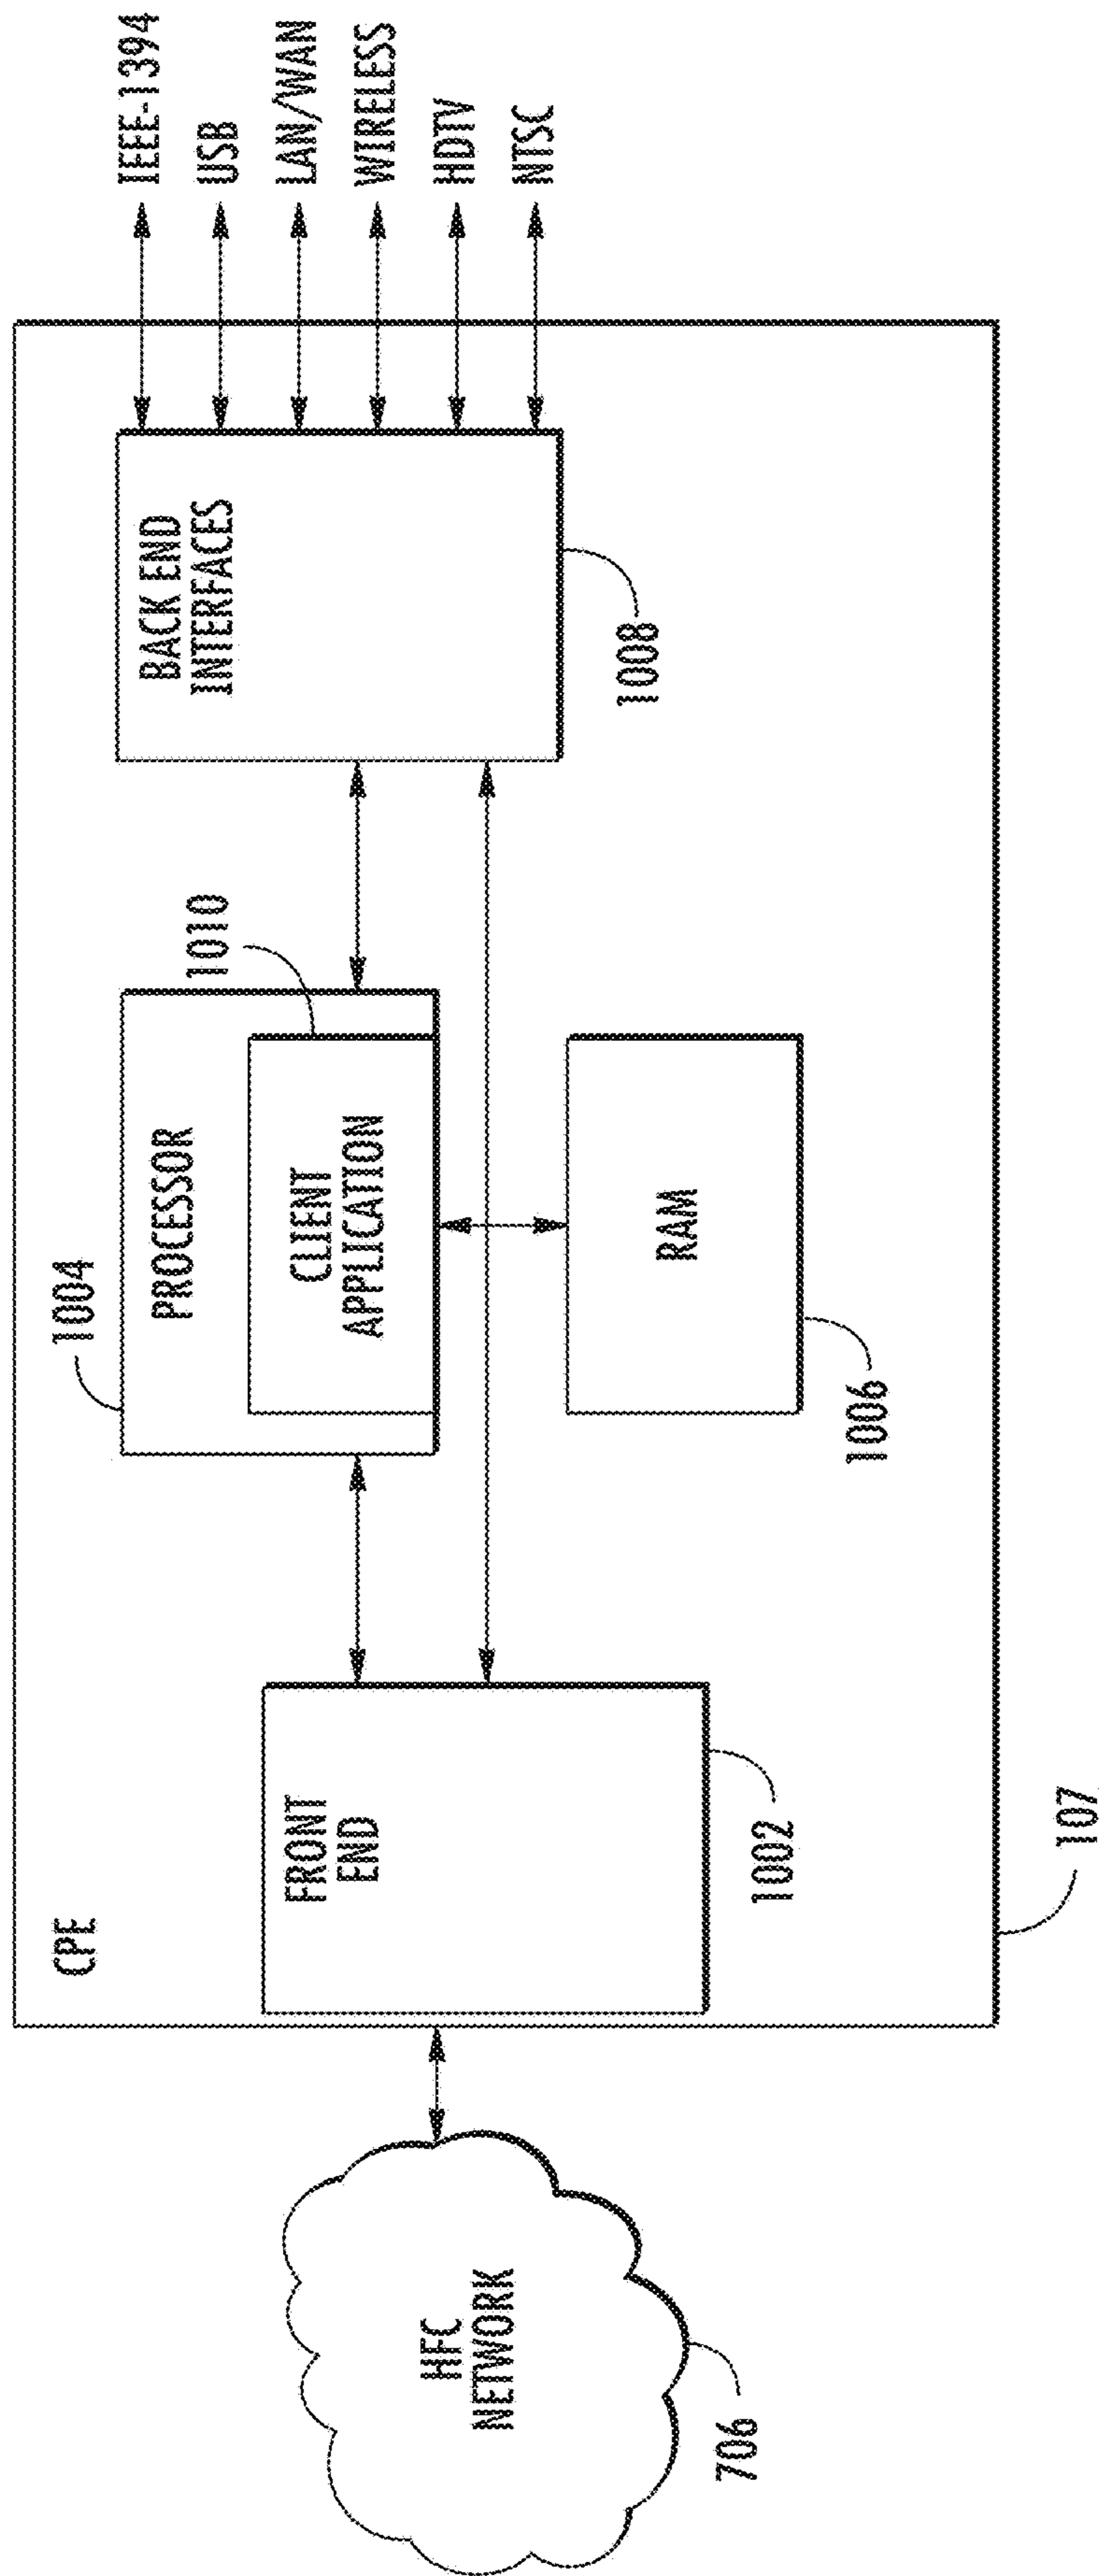 CPE
HFC
NETWORK
706
FRONT
END
1002
1004
PROCESSOR
CLIENT
APPLICATION
1010
RAM
1006
BACK END
INTERFACES
1008
IEEE-1394
USB
LAN/WAN
WIRELESS
HDTV
NTSC
107